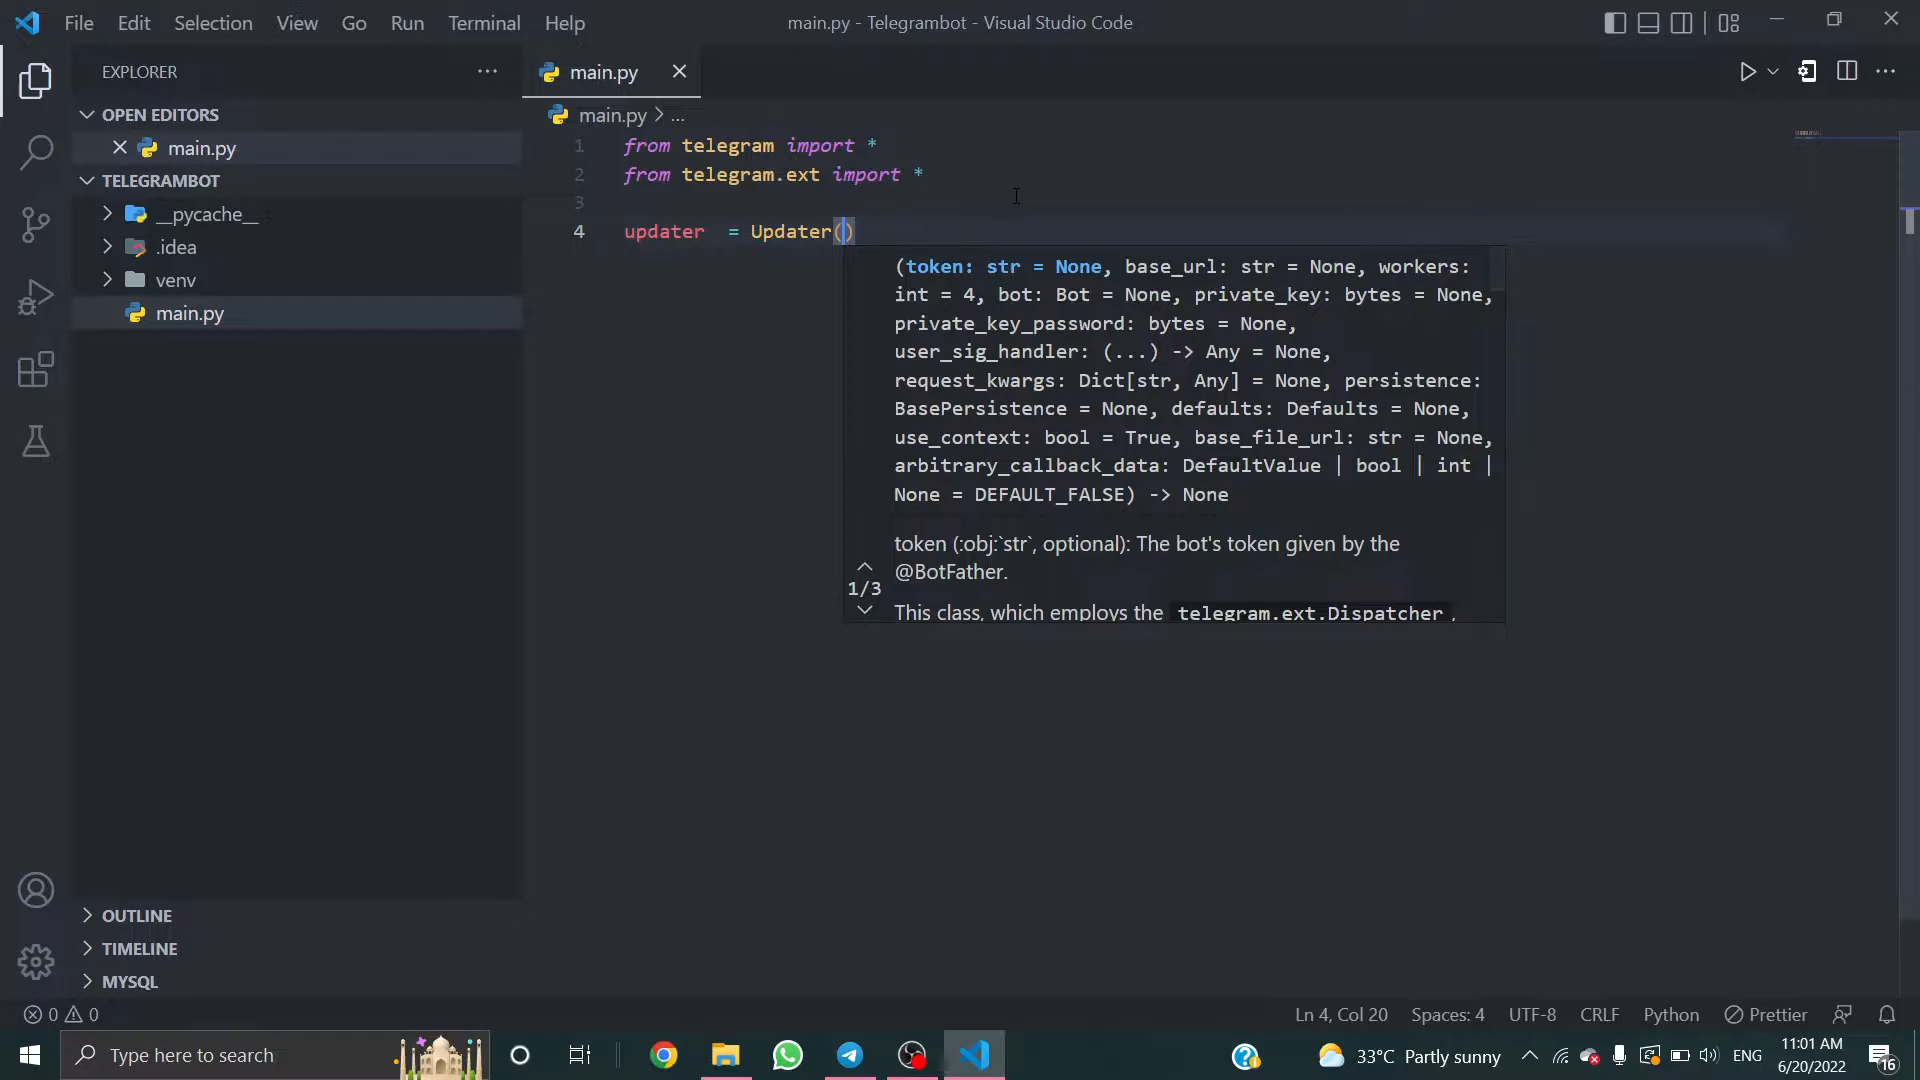 File Edit Selection View Go Run Terminal Help
main.py - Telegrambot - Visual Studio Code
EXPLORER
main.py
OPEN EDITORS
main.py
main.py > ...
TELEGRAMBOT
__pycache__
.idea
venv
main.py
1 from telegram import *
2 from telegram.ext import *
3
4 updater  = Updater()
(token: str = None, base_url: str = None, workers:
int = 4, bot: Bot = None, private_key: bytes = None,
private_key_password: bytes = None,
user_sig_handler: (...) -> Any = None,
request_kwargs: Dict[str, Any] = None, persistence:
BasePersistence = None, defaults: Defaults = None,
use_context: bool = True, base_file_url: str = None,
arbitrary_callback_data: DefaultValue | bool | int |
None = DEFAULT_FALSE) -> None
token (:obj:`str`, optional): The bot's token given by the
@BotFather.
1/3
This class, which employs the telegram.ext.Dispatcher ,
OUTLINE
TIMELINE
MYSQL
0 0
Ln 4, Col 20 Spaces: 4 UTF-8 CRLF Python Prettier
Type here to search
33°C Partly sunny
ENG
11:01 AM
6/20/2022
16